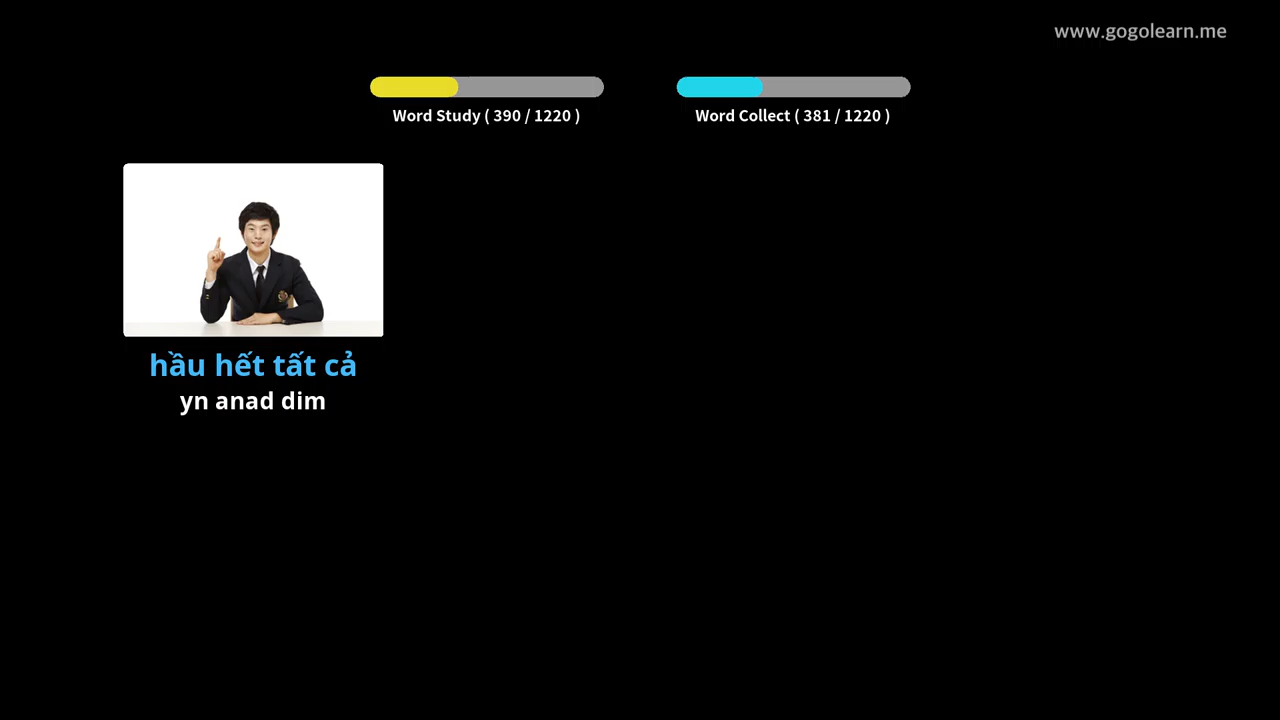 www.gogolearn.me
Word Study ( 390 / 1220 )
Word Collect ( 381 / 1220 )
hầu hết tất cả
yn anad dim